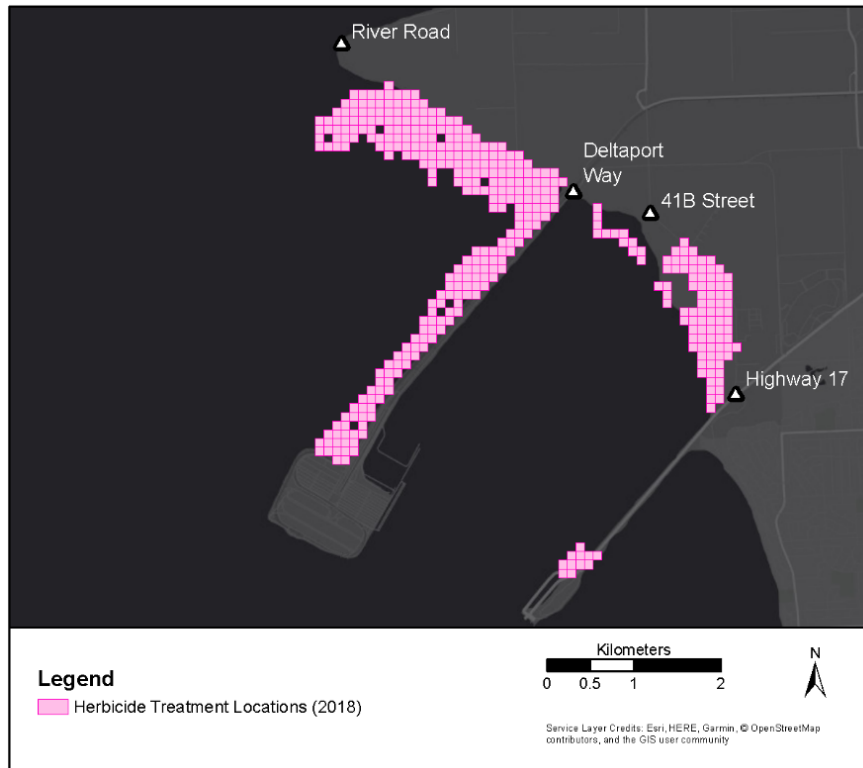 River Road
Deltaport
Way
41B Street
Highway 17
Legend
Herbicide Treatment Locations (2018)
Kilometers
0 0.5 1 2
N
Service Layer Credits: Esri, HERE, Garmin, © OpenStreetMap
contributors, and the GIS user community